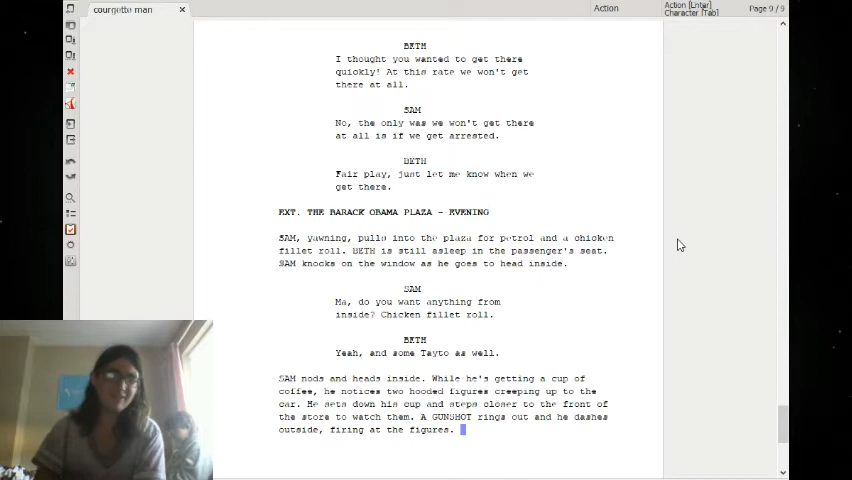 courgette man
Action
Action [Enter]
Character [Tab]
Page 9 / 9
BETH
I thought you wanted to get there
quickly! At this rate we won't get
there at all.
SAM
No, the only was we won't get there
at all is if we get arrested.
BETH
Fair play, just let me know when we
get there.
EXT. THE BARACK OBAMA PLAZA - EVENING
SAM, yawning, pulls into the plaza for petrol and a chicken
fillet roll. BETH is still asleep in the passenger's seat.
SAM knocks on the window as he goes to head inside.
SAM
Ma, do you want anything from
inside? Chicken fillet roll.
BETH
Yeah, and some Tayto as well.
SAM nods and heads inside. While he's getting a cup of
coffee, he notices two hooded figures creeping up to the
car. He sets down his cup and steps closer to the front of
the store to watch them. A GUNSHOT rings out and he dashes
outside, firing at the figures.